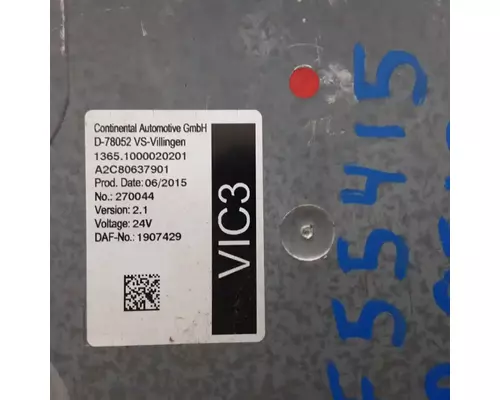 Continental Automotive GmbH
D-78052 VS-Villingen
1365.1000020201
A2C80637901
Prod. Date: 06/2015
No.: 270044
Version: 2.1
Voltage: 24V
DAF-No.: 1907429
VIC3
55415